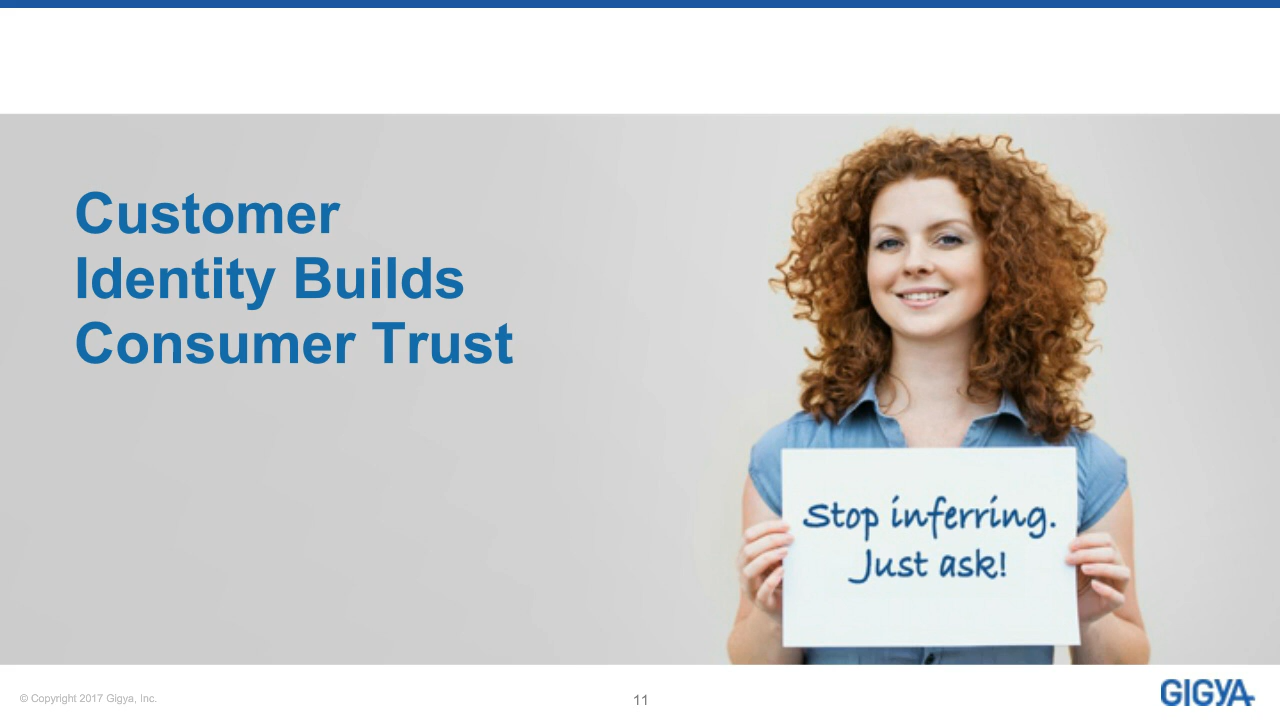 Customer
Identity Builds
Consumer Trust
Stop inferring.
Just ask!
© Copyright 2017 Gigya, Inc.
11
GIGYA